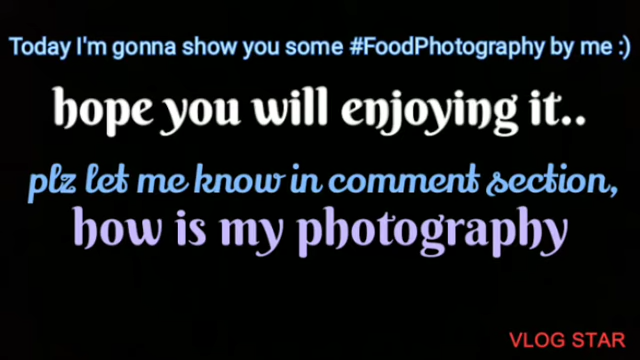 Today I'm gonna show you some #FoodPhotography by me :)
hope you will enjoying it..
plz let me know in comment section,
how is my photography
VLOG STAR